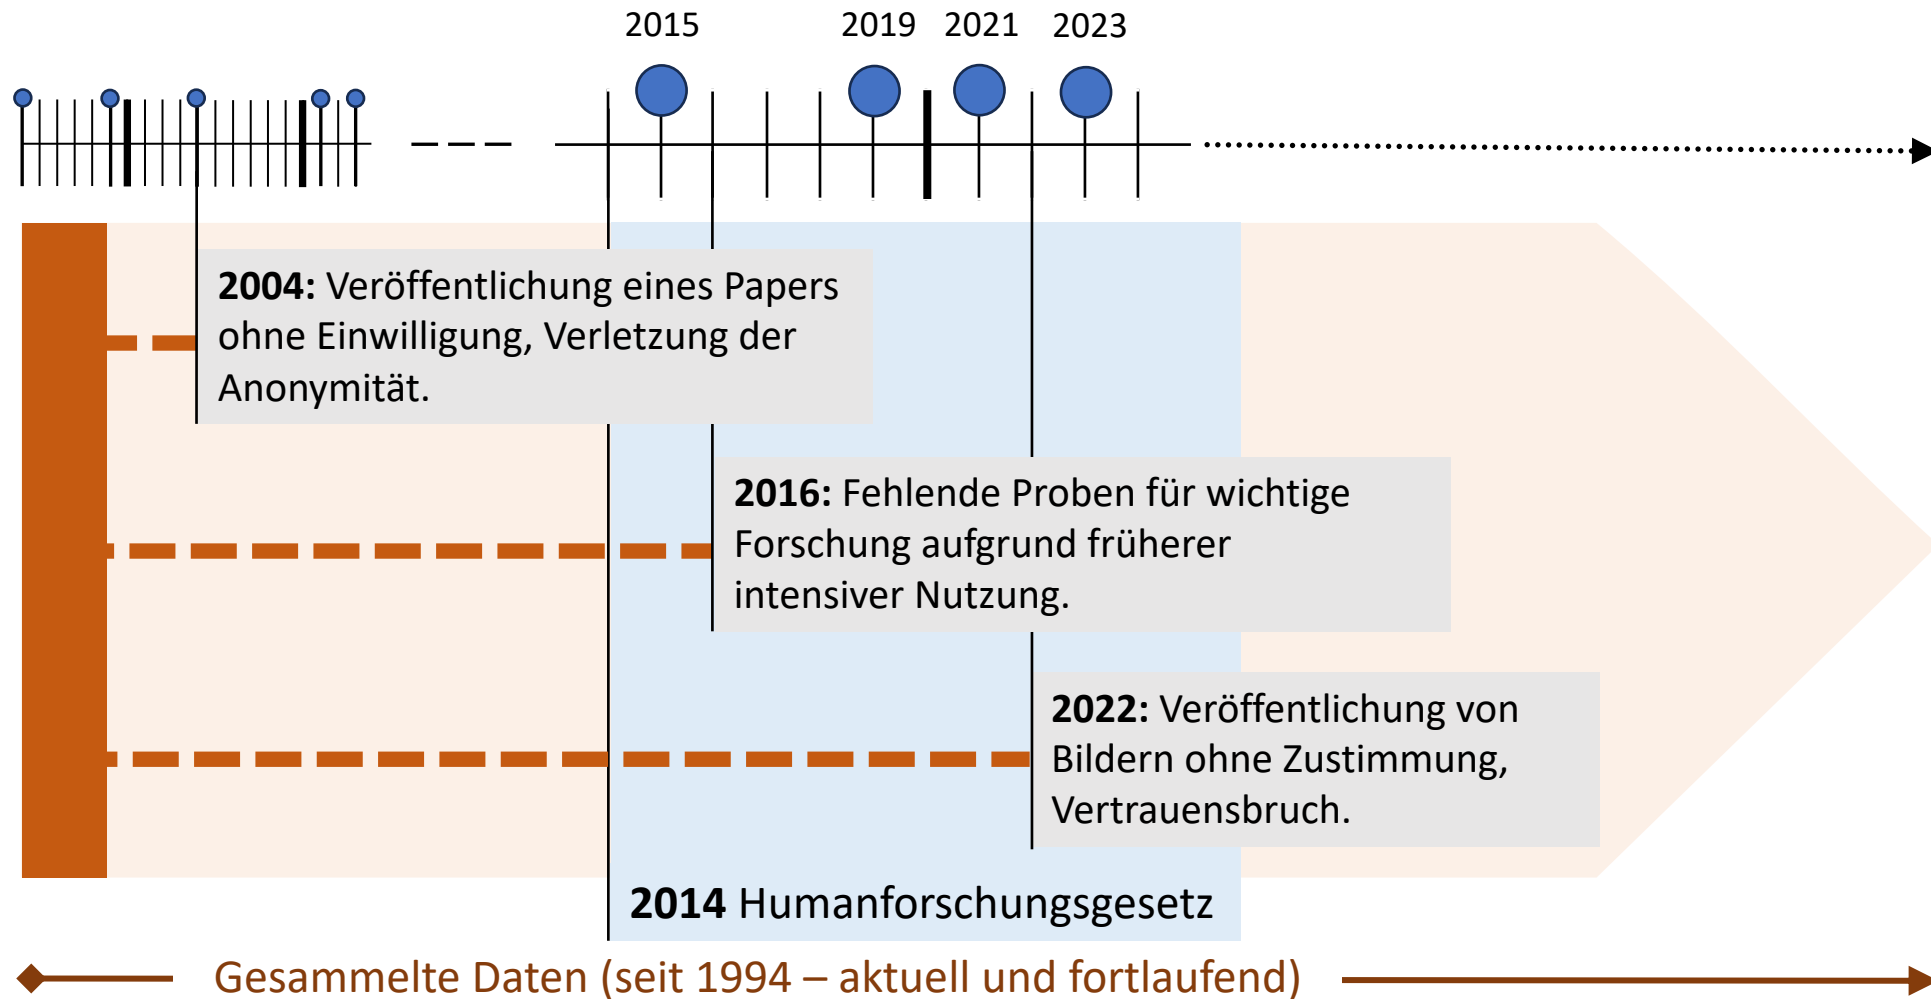 2015 2019 2021 2023
2004: Veröffentlichung eines Papers
ohne Einwilligung, Verletzung der
Anonymität.
2016: Fehlende Proben für wichtige
Forschung aufgrund früherer
intensiver Nutzung.
2022: Veröffentlichung von
Bildern ohne Zustimmung,
Vertrauensbruch.
2014 Humanforschungsgesetz
Gesammelte Daten (seit 1994 – aktuell und fortlaufend)